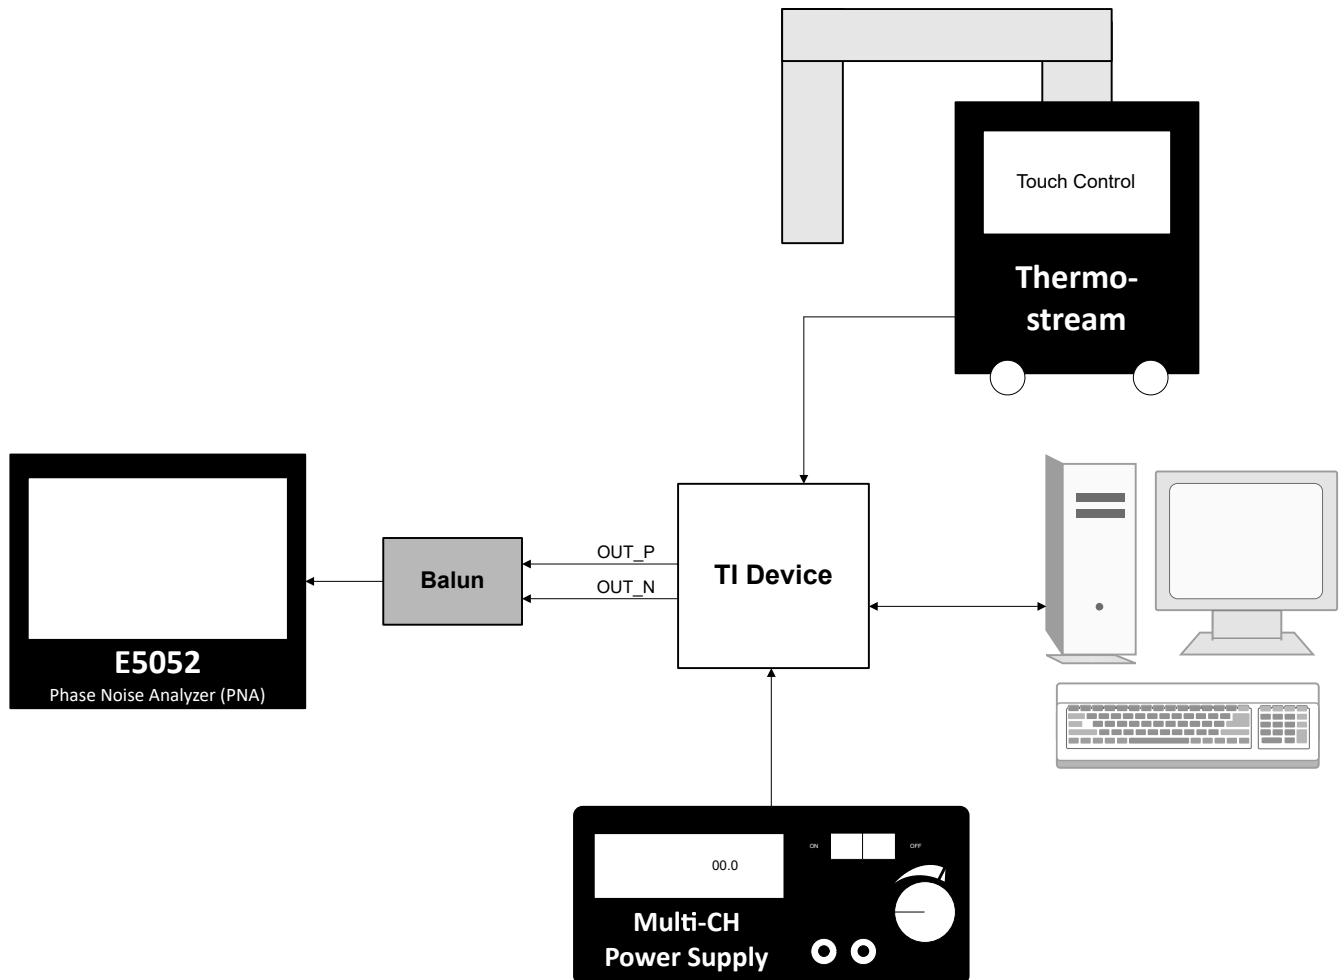 Touch Control
Thermo-
stream
OUT_P
OUT_N
Balun
TI Device
E5052
Phase Noise Analyzer (PNA)
00.0
ON
OFF
Multi-CH
Power Supply